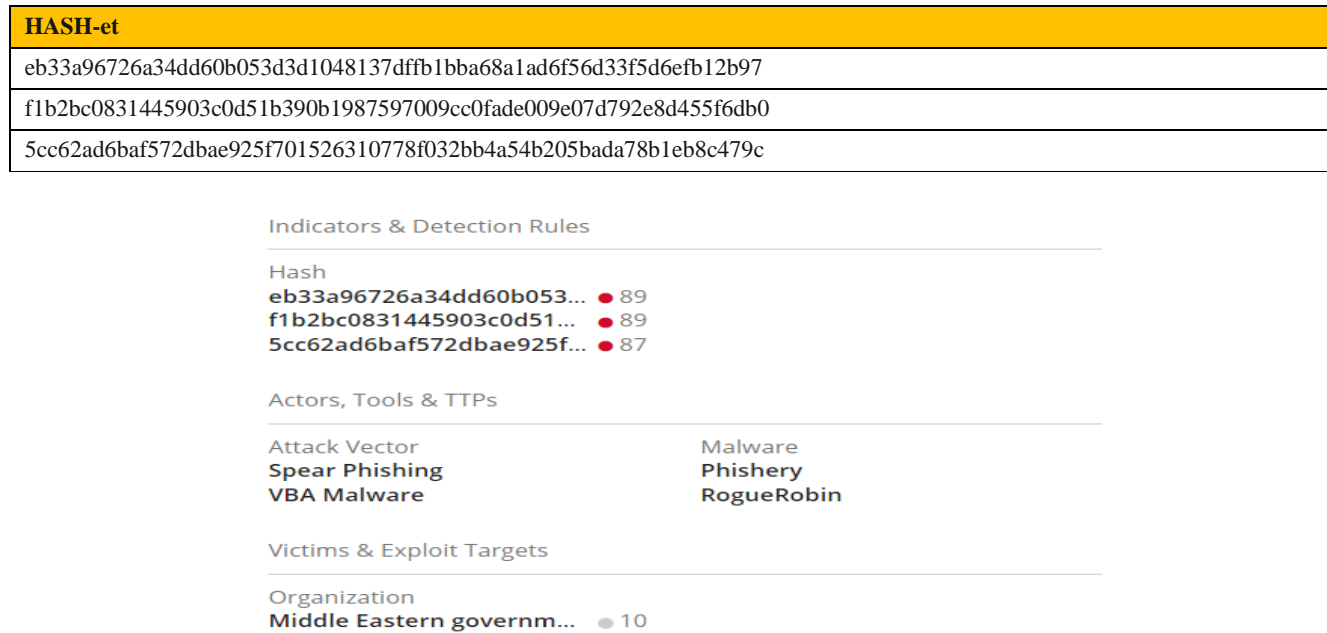 HASH-et
eb33a96726a34dd60b053d3d1048137dffb1bba68a1ad6f56d33f5d6efb12b97
f1b2bc0831445903c0d51b390b1987597009cc0fade009e07d792e8d455f6db0
5cc62ad6baf572dbae925f701526310778f032bb4a54b205bada78b1eb8c479c
Indicators & Detection Rules
Hash
eb33a96726a34dd60b053... 89
f1b2bc0831445903c0d51... 89
5cc62ad6baf572dbae925f... 87
Actors, Tools & TTPs
Attack Vector Malware
Spear Phishing Phishery
VBA Malware RogueRobin
Victims & Exploit Targets
Organization
Middle Eastern governm... 10